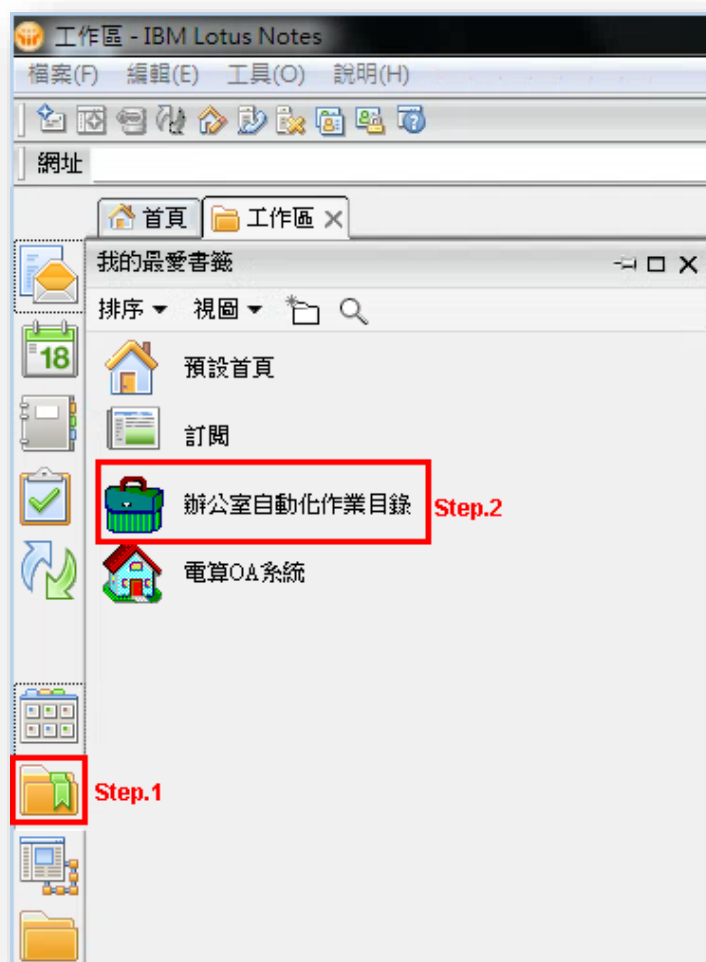 工作區 - IBM Lotus Notes
檔案(F) 編輯(E) 工具(O) 說明(H)
網址
首頁 工作區
我的最愛書籤
排序 視圖
18
預設首頁
訂閱
辦公室自動化作業目錄 Step.2
電算OA系統
Step.1